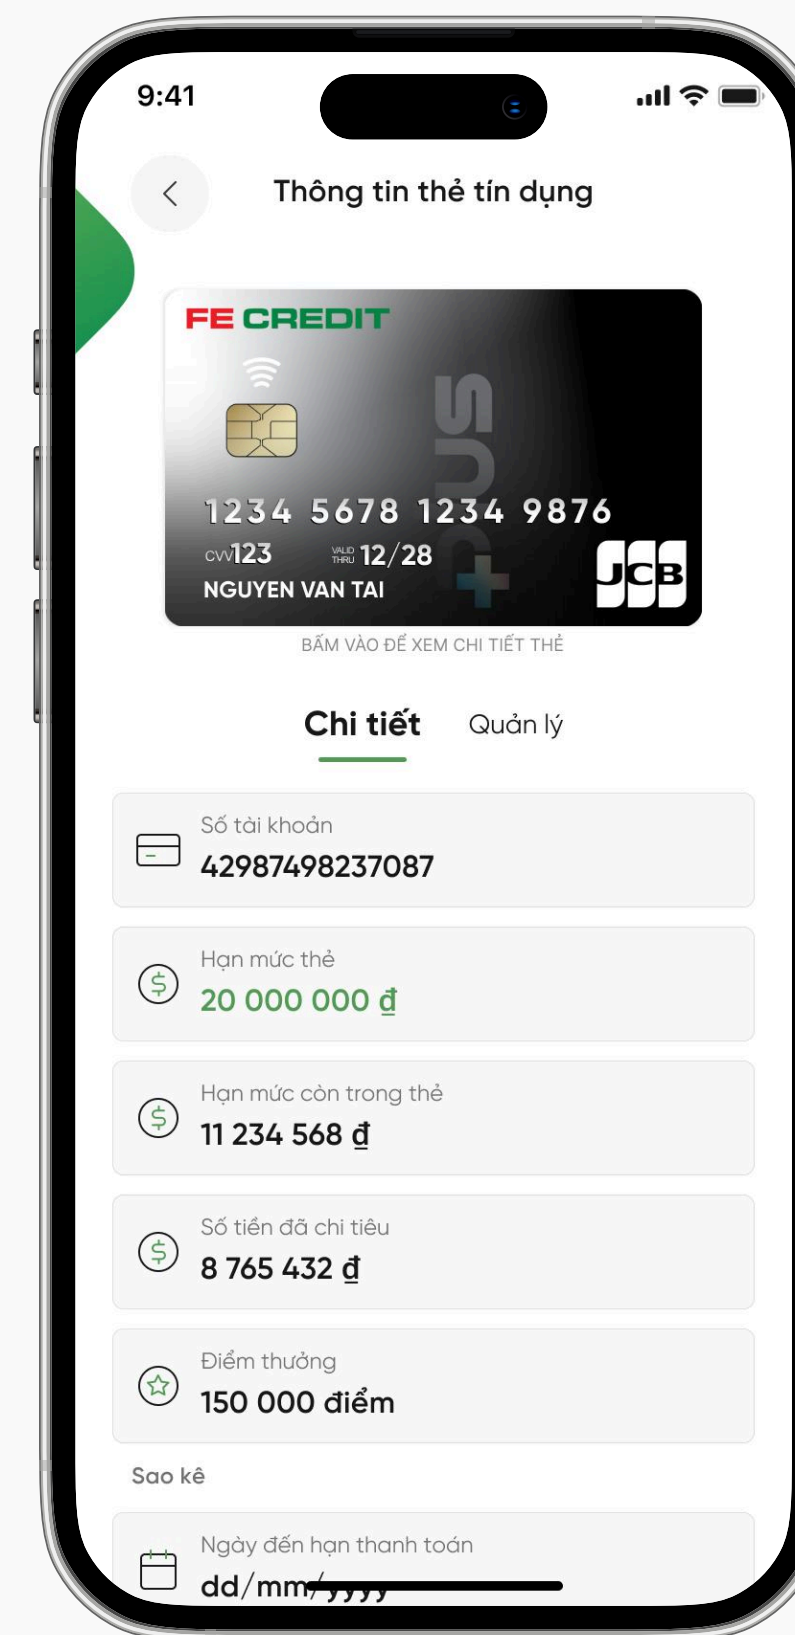 9:41
Thông tin thẻ tín dụng
FE CREDIT
PLUS
1234 5678 1234 9876
CVV 123 VALID THRU 12/28
NGUYEN VAN TAI
JCB
BẤM VÀO ĐỂ XEM CHI TIẾT THẺ
Chi tiết Quản lý
Số tài khoản
42987498237087
Hạn mức thẻ
20 000 000 ₫
Hạn mức còn trong thẻ
11 234 568 ₫
Số tiền đã chi tiêu
8 765 432 ₫
Điểm thưởng
150 000 điểm
Sao kê
Ngày đến hạn thanh toán
dd/mm/yyyy